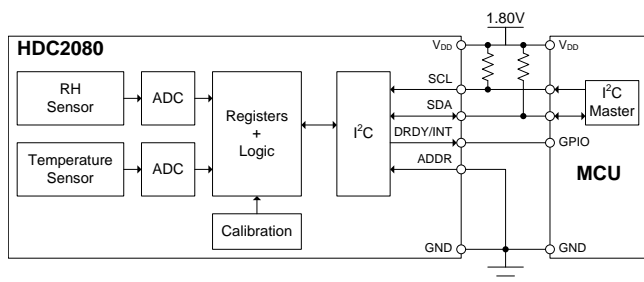 1.80V
HDC2080
VDD
VDD
RH
Sensor
ADC
Registers
+
Logic
I²C
SCL
SDA
DRDY/INT
ADDR
I²C
Master
GPIO
MCU
Temperature
Sensor
ADC
Calibration
GND
GND